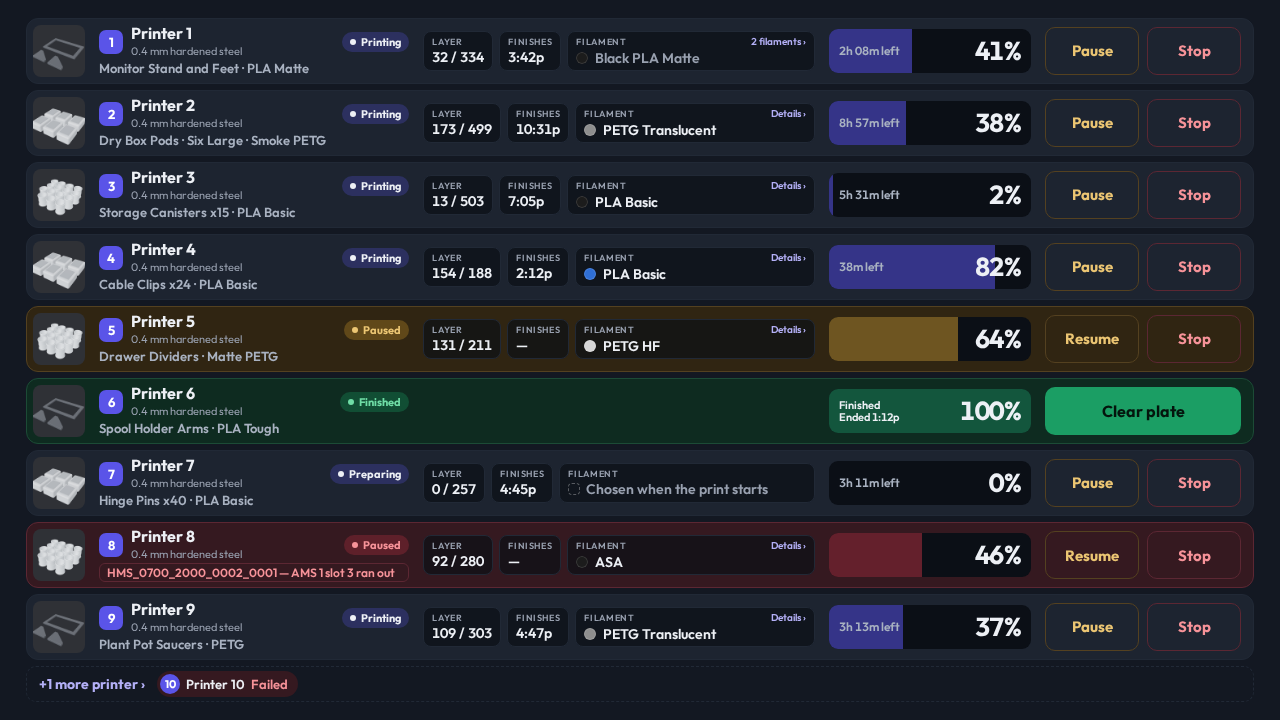 1 Printer 1
0.4 mm hardened steel
Monitor Stand and Feet · PLA Matte
Printing
LAYER
32 / 334
FINISHES
3:42p
FILAMENT
2 filaments ›
Black PLA Matte
2h 08m left
41%
Pause
Stop
2 Printer 2
0.4 mm hardened steel
Dry Box Pods · Six Large · Smoke PETG
Printing
LAYER
173 / 499
FINISHES
10:31p
FILAMENT
Details ›
PETG Translucent
8h 57m left
38%
Pause
Stop
3 Printer 3
0.4 mm hardened steel
Storage Canisters x15 · PLA Basic
Printing
LAYER
13 / 503
FINISHES
7:05p
FILAMENT
Details ›
PLA Basic
5h 31m left
2%
Pause
Stop
4 Printer 4
0.4 mm hardened steel
Cable Clips x24 · PLA Basic
Printing
LAYER
154 / 188
FINISHES
2:12p
FILAMENT
Details ›
PLA Basic
38m left
82%
Pause
Stop
5 Printer 5
0.4 mm hardened steel
Drawer Dividers · Matte PETG
Paused
LAYER
131 / 211
FINISHES
—
FILAMENT
Details ›
PETG HF
64%
Resume
Stop
6 Printer 6
0.4 mm hardened steel
Spool Holder Arms · PLA Tough
Finished
Finished
Ended 1:12p
100%
Clear plate
7 Printer 7
0.4 mm hardened steel
Hinge Pins x40 · PLA Basic
Preparing
LAYER
0 / 257
FINISHES
4:45p
FILAMENT
Chosen when the print starts
3h 11m left
0%
Pause
Stop
8 Printer 8
0.4 mm hardened steel
HMS_0700_2000_0002_0001 — AMS 1 slot 3 ran out
Paused
LAYER
92 / 280
FINISHES
—
FILAMENT
Details ›
ASA
46%
Resume
Stop
9 Printer 9
0.4 mm hardened steel
Plant Pot Saucers · PETG
Printing
LAYER
109 / 303
FINISHES
4:47p
FILAMENT
Details ›
PETG Translucent
3h 13m left
37%
Pause
Stop
+1 more printer › 10 Printer 10 Failed